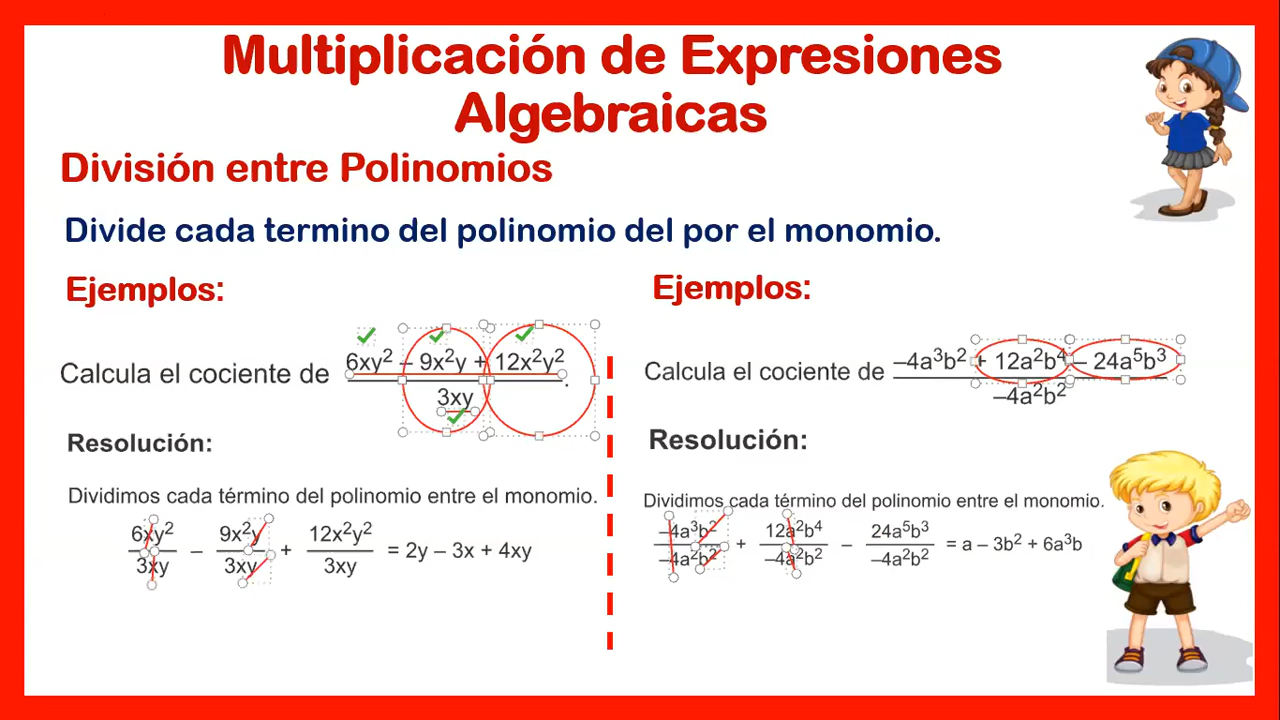 Multiplicación de Expresiones
Algebraicas
División entre Polinomios
Divide cada termino del polinomio del por el monomio.
Ejemplos:
Calcula el cociente de
6xy² – 9x²y + 12x²y²
3xy
.
Resolución:
Dividimos cada término del polinomio entre el monomio.
6xy² – 9x²y + 12x²y²
3xy 3xy 3xy = 2y – 3x + 4xy
Ejemplos:
Calcula el cociente de
–4a³b² + 12a²b⁴ – 24a⁵b³
–4a²b²
Resolución:
Dividimos cada término del polinomio entre el monomio.
–4a³b² + 12a²b⁴ – 24a⁵b³
–4a²b² –4a²b² –4a²b² = a – 3b² + 6a³b